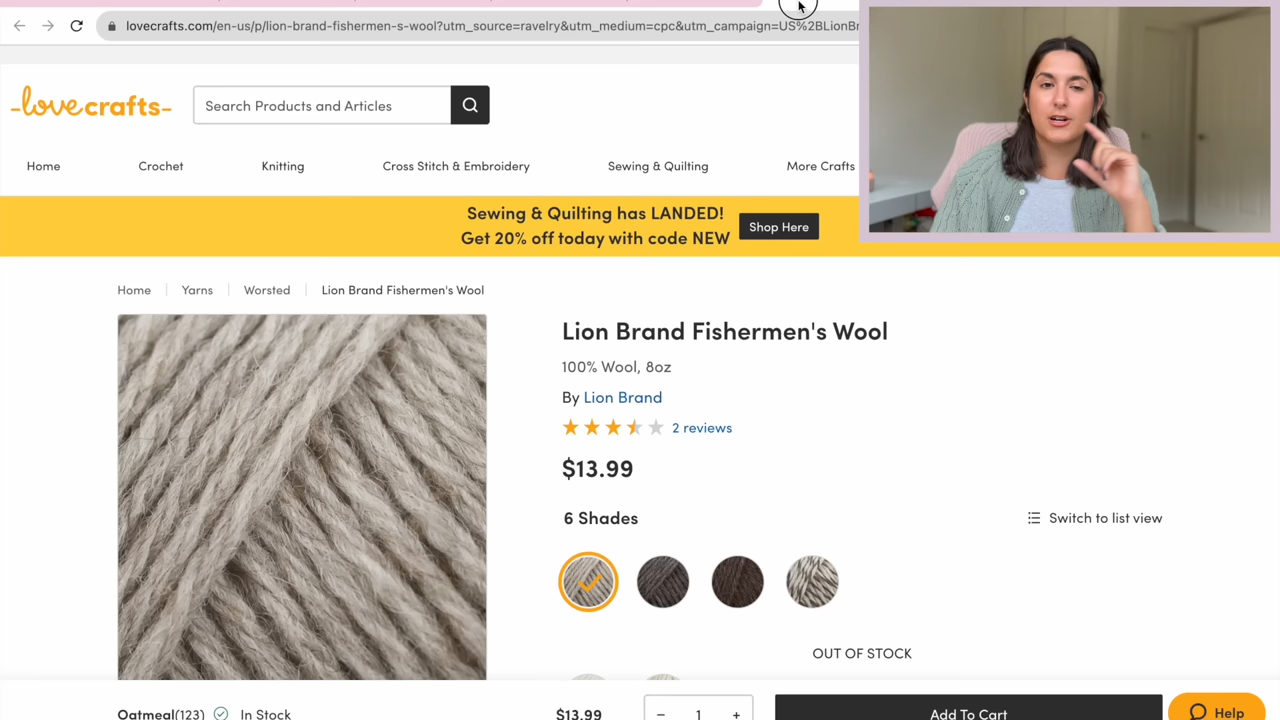 lovecrafts.com/en-us/p/lion-brand-fishermen-s-wool?utm_source=ravelry&utm_medium=cpc&utm_campaign=US%2BLionBr
lovecrafts
Search Products and Articles
Home Crochet Knitting Cross Stitch & Embroidery Sewing & Quilting More Crafts
Sewing & Quilting has LANDED!
Get 20% off today with code NEW
Shop Here
Home Yarns Worsted Lion Brand Fishermen's Wool
Lion Brand Fishermen's Wool
100% Wool, 8oz
By Lion Brand
2 reviews
$13.99
6 Shades
Switch to list view
OUT OF STOCK
Oatmeal(123) In Stock $13.99 − 1 + Add To Cart
Help